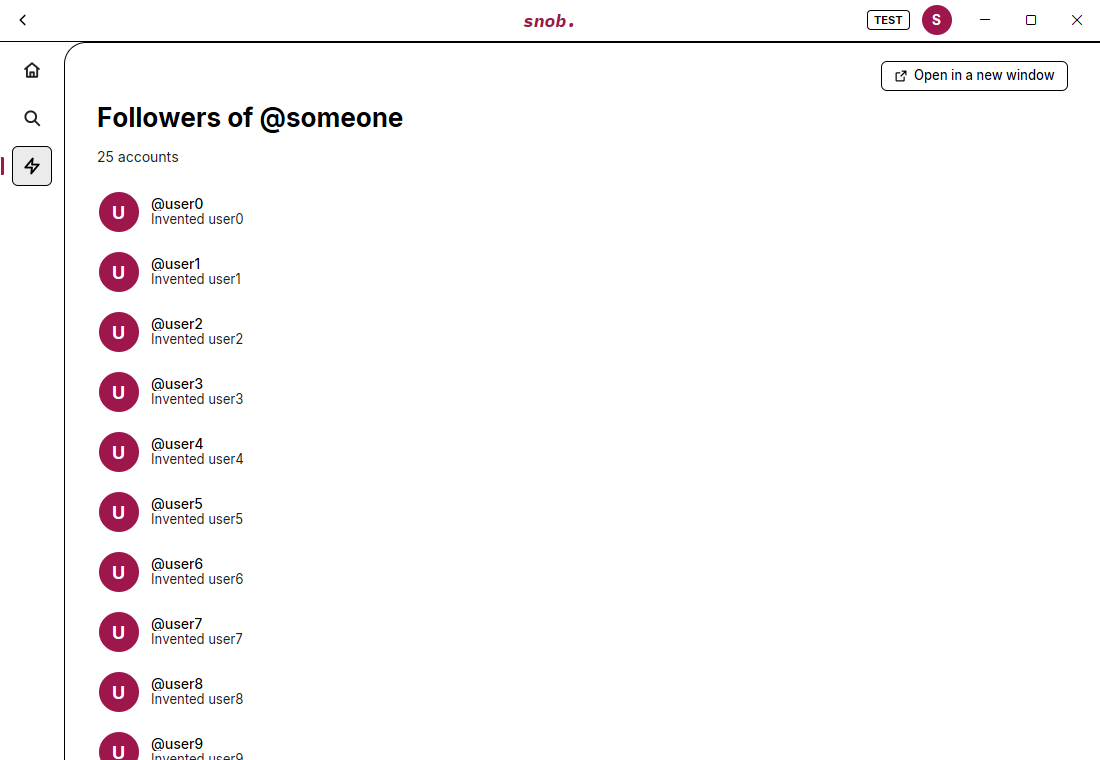 snob.
TEST
S
Open in a new window
Followers of @someone
25 accounts
U
@user0
Invented user0
U
@user1
Invented user1
U
@user2
Invented user2
U
@user3
Invented user3
U
@user4
Invented user4
U
@user5
Invented user5
U
@user6
Invented user6
U
@user7
Invented user7
U
@user8
Invented user8
U
@user9
Invented user9